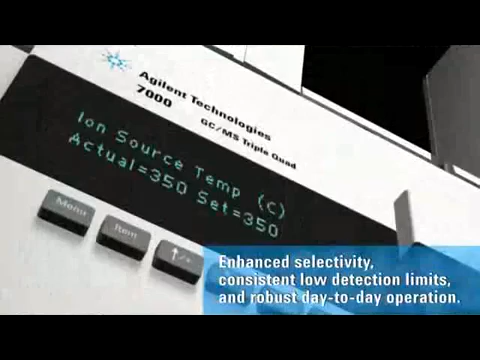 Agilent Technologies
7000
GC/MS Triple Quad
Ion Source Temp (C)
Actual=350 Set=350
Menu
Item
↑/+
Enhanced selectivity,
consistent low detection limits,
and robust day-to-day operation.